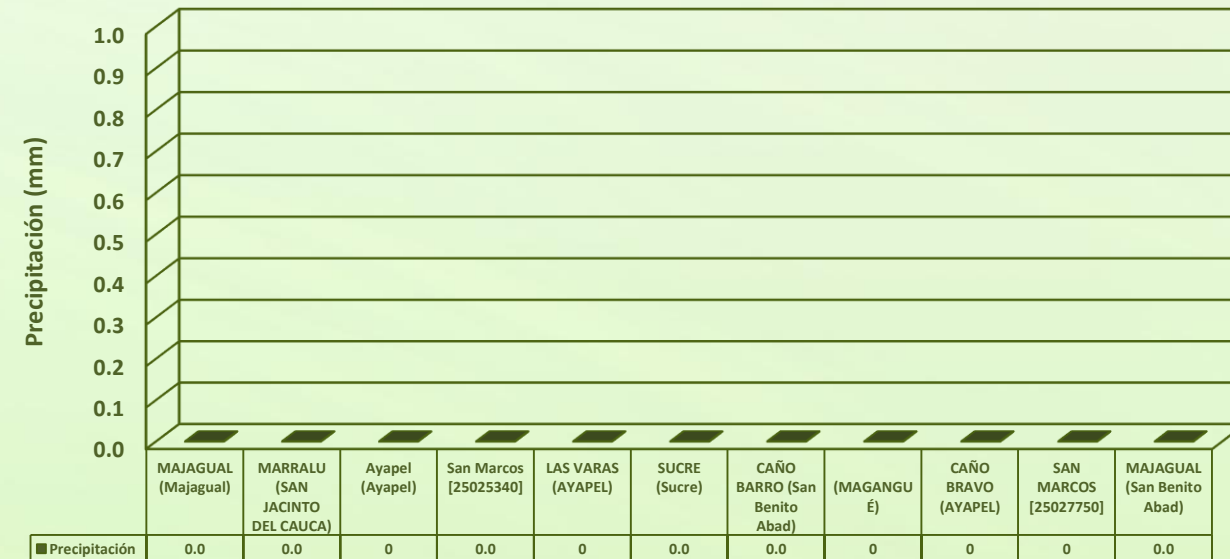 1.0
0.9
0.8
0.7
0.6
0.5
0.4
0.3
0.2
0.1
0.0
Precipitación (mm)
MAJAGUAL
(Majagual)
MARRALU
(SAN
JACINTO
DEL CAUCA)
Ayapel
(Ayapel)
San Marcos
[25025340]
LAS VARAS
(AYAPEL)
SUCRE
(Sucre)
CAÑO
BARRO (San
Benito
Abad)
(MAGANGU
É)
CAÑO
BRAVO
(AYAPEL)
SAN
MARCOS
[25027750]
MAJAGUAL
(San Benito
Abad)
Precipitación 0.0 0.0 0 0.0 0 0.0 0.0 0 0 0 0.0